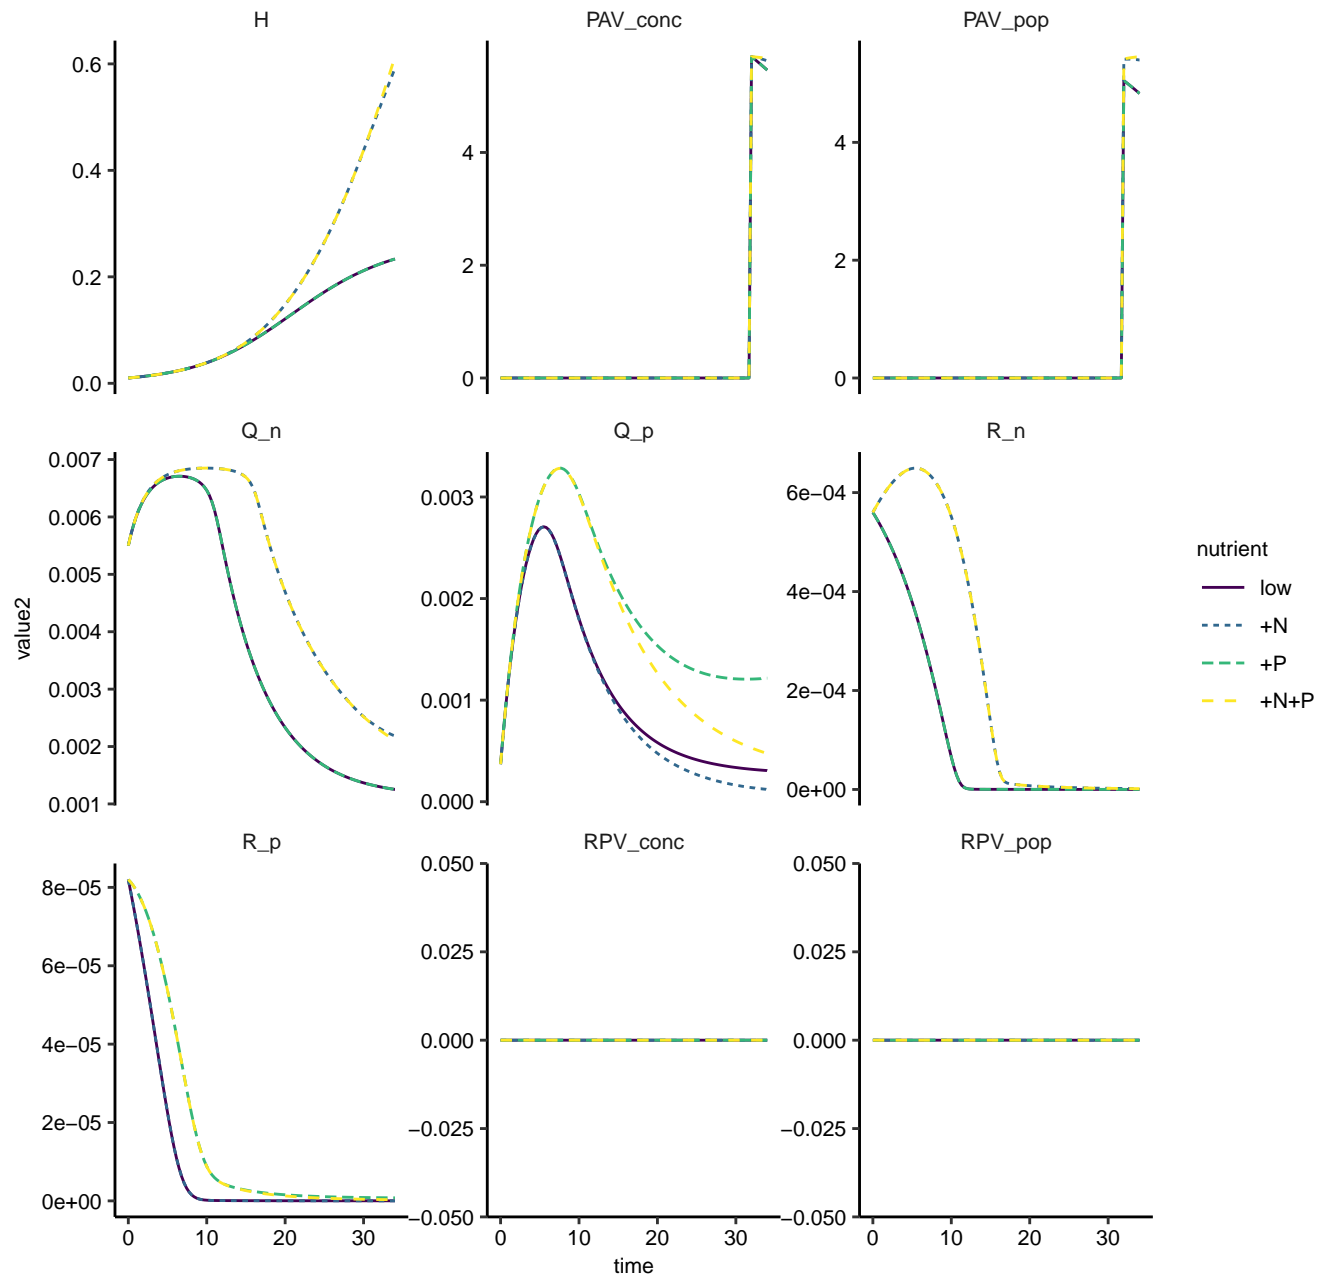 H
PAV_conc
PAV_pop
0.6
0.4
0.2
0.0
4
2
0
4
2
0
Q_n
Q_p
R_n
value2
0.007
0.006
0.005
0.004
0.003
0.002
0.001
0.003
0.002
0.001
0.000
6e−04
4e−04
2e−04
0e+00
nutrient
low
+N
+P
+N+P
R_p
RPV_conc
RPV_pop
8e−05
6e−05
4e−05
2e−05
0e+00
0.050
0.025
0.000
−0.025
−0.050
0.050
0.025
0.000
−0.025
−0.050
0 10 20 30
0 10 20 30
0 10 20 30
time